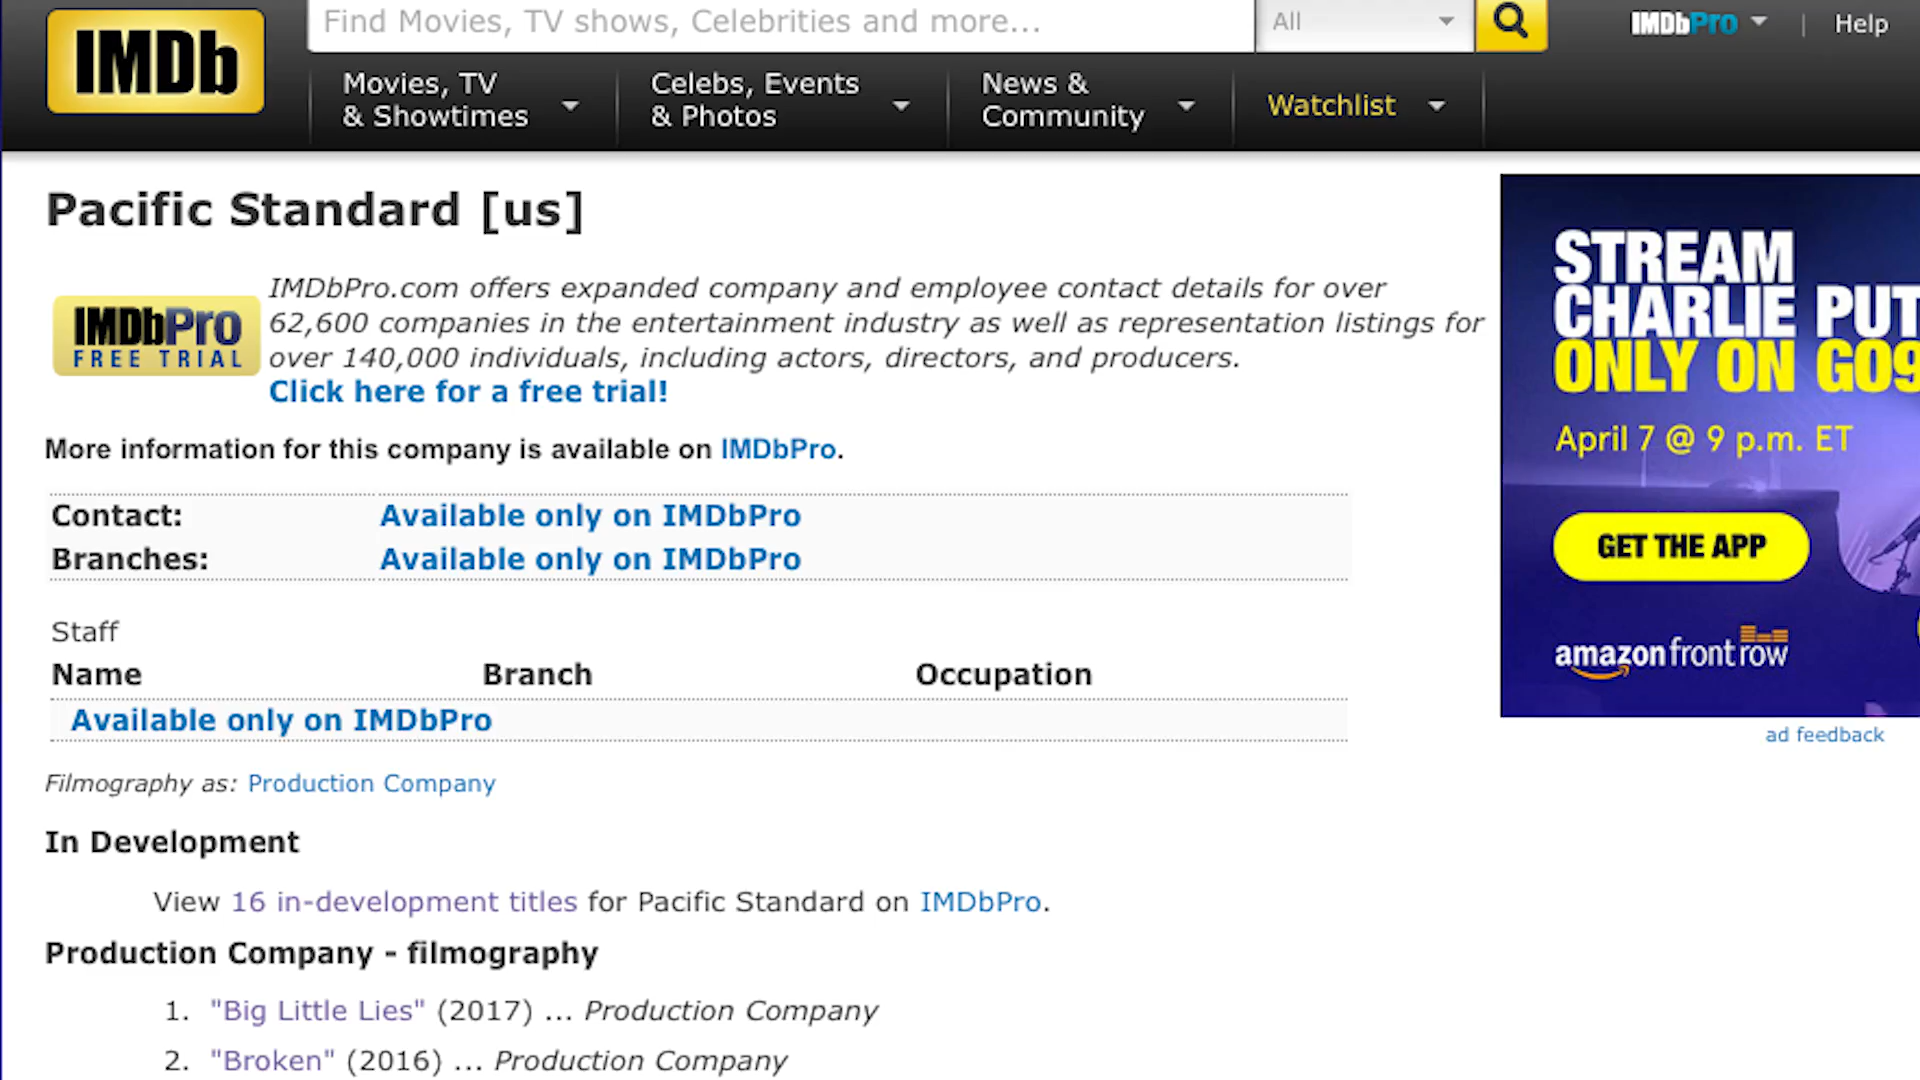 IMDb
Find Movies, TV shows, Celebrities and more...
All
IMDbPro
Help
Movies, TV
& Showtimes
Celebs, Events
& Photos
News &
Community
Watchlist
Pacific Standard [us]
IMDbPro
FREE TRIAL
IMDbPro.com offers expanded company and employee contact details for over
62,600 companies in the entertainment industry as well as representation listings for
over 140,000 individuals, including actors, directors, and producers.
Click here for a free trial!
More information for this company is available on IMDbPro.
Contact: Available only on IMDbPro
Branches: Available only on IMDbPro
Staff
Name Branch Occupation
Available only on IMDbPro
Filmography as: Production Company
In Development
View 16 in-development titles for Pacific Standard on IMDbPro.
Production Company - filmography
1. "Big Little Lies" (2017) ... Production Company
2. "Broken" (2016) ... Production Company
STREAM
CHARLIE PUT
ONLY ON GO9
April 7 @ 9 p.m. ET
GET THE APP
amazon front row
ad feedback